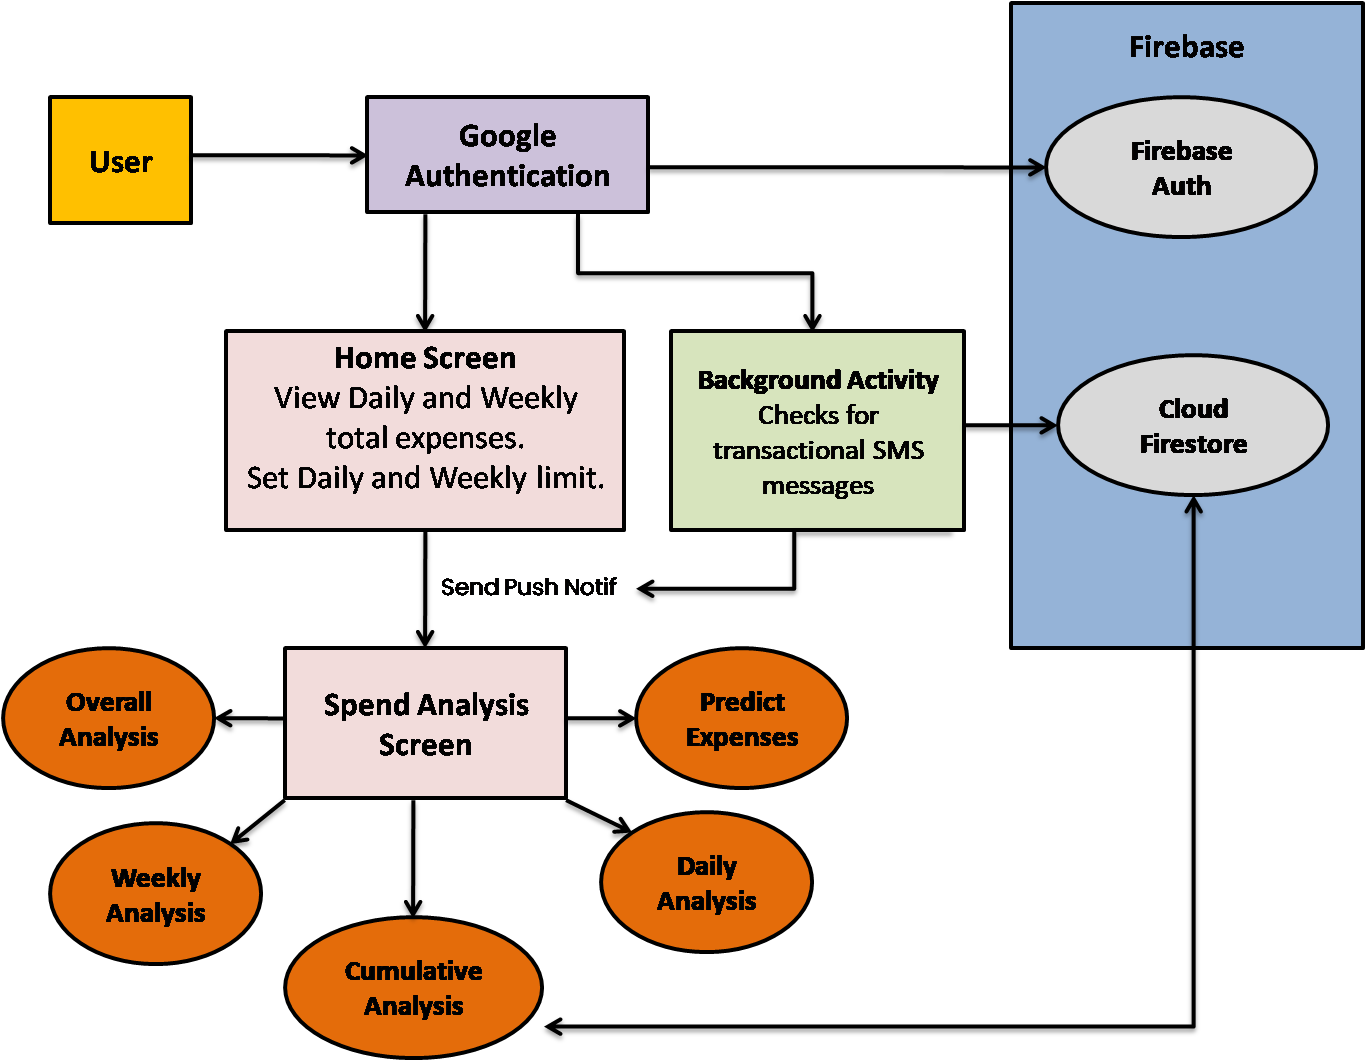 Firebase
User
Google
Authentication
Firebase
Auth
Home Screen
View Daily and Weekly
total expenses.
Set Daily and Weekly limit.
Background Activity
Checks for
transactional SMS
messages
Cloud
Firestore
Send Push Notif
Overall
Analysis
Spend Analysis
Screen
Predict
Expenses
Weekly
Analysis
Daily
Analysis
Cumulative
Analysis